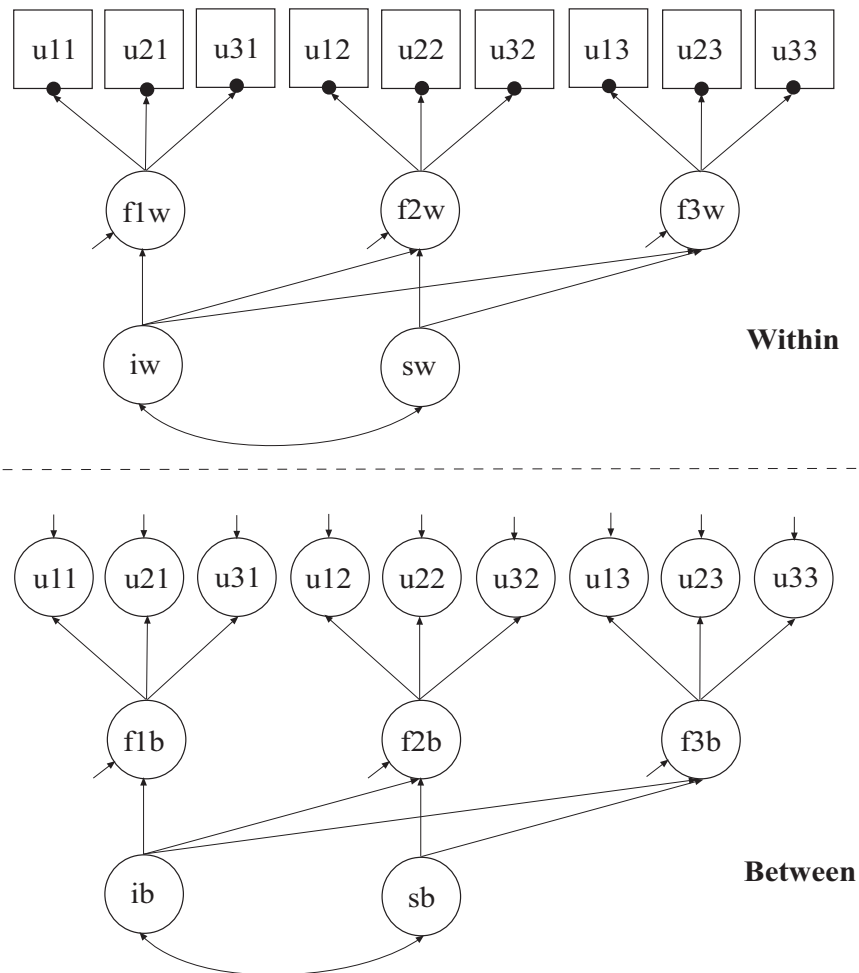 u11 u21 u31 u12 u22 u32 u13 u23 u33
f1w f2w f3w
iw sw
Within
u11 u21 u31 u12 u22 u32 u13 u23 u33
f1b f2b f3b
ib sb
Between